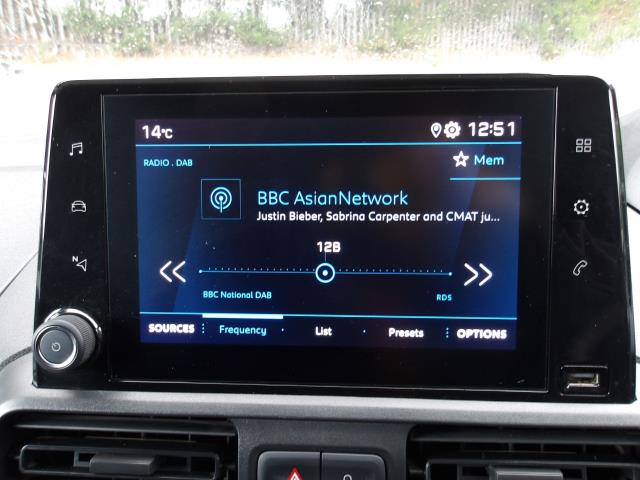 14°C 12:51
RADIO . DAB
Mem
BBC AsianNetwork
Justin Bieber, Sabrina Carpenter and CMAT ju...
12B
BBC National DAB RDS
SOURCES Frequency List Presets OPTIONS
N